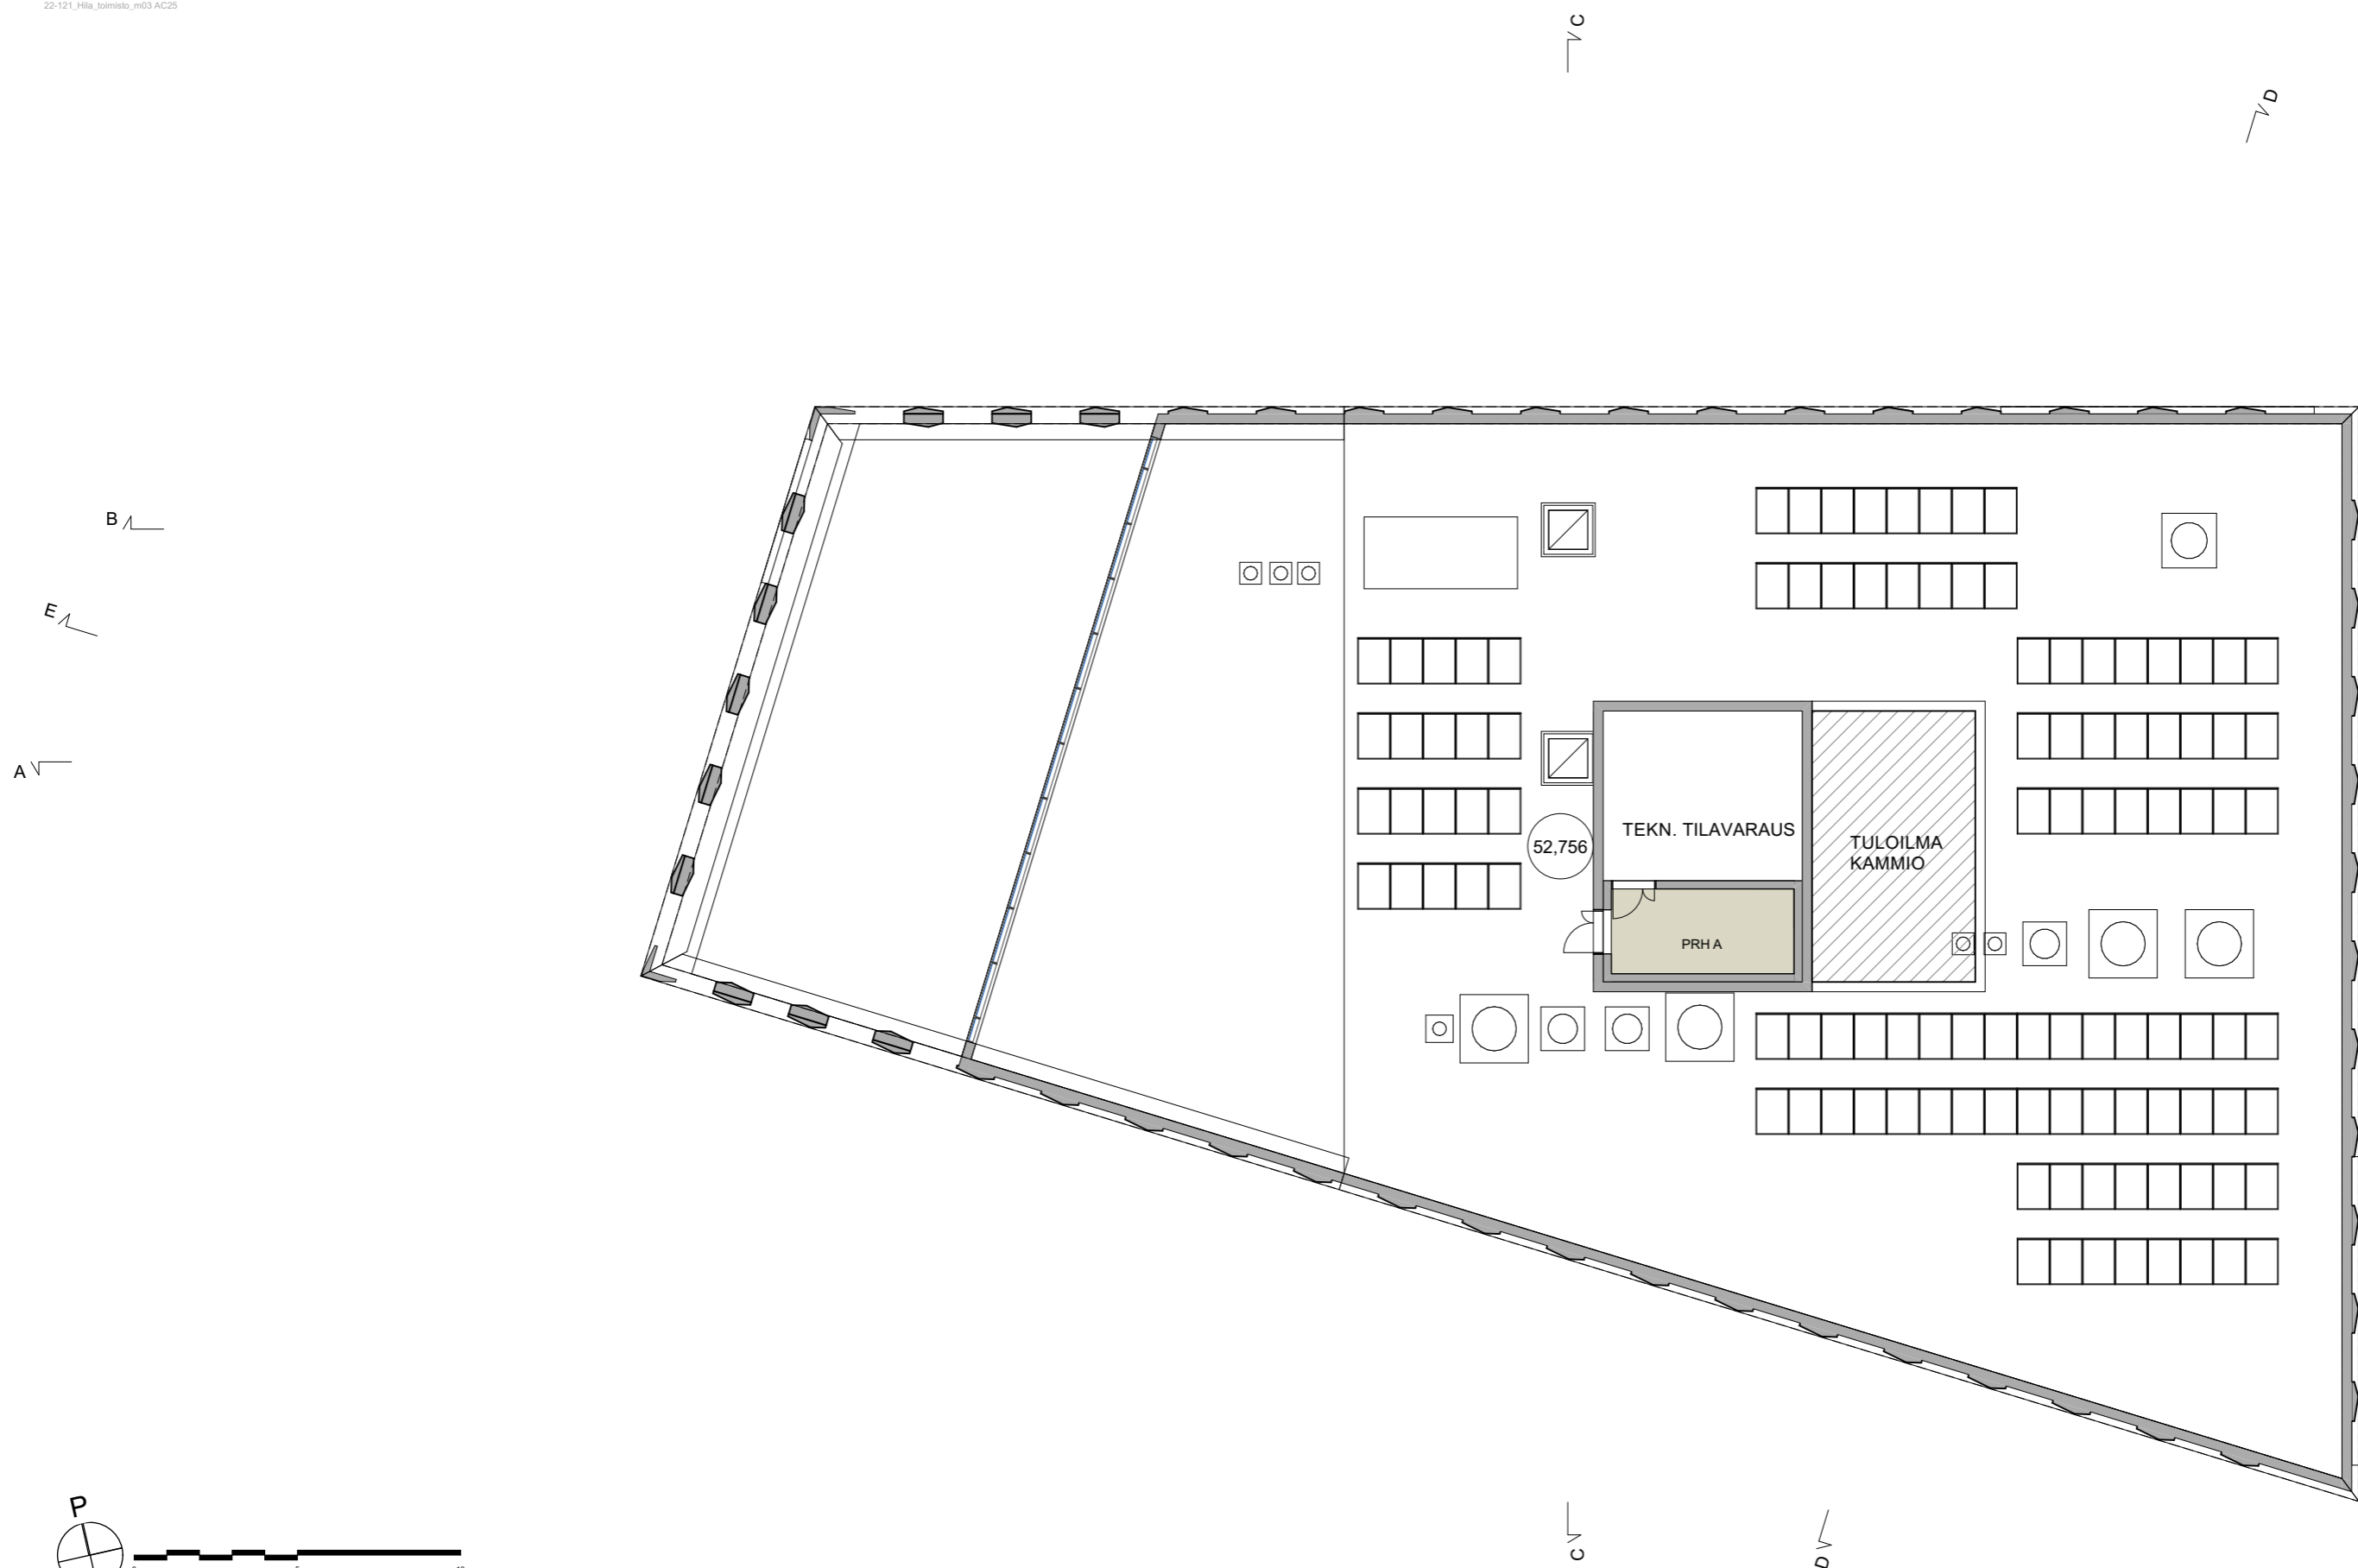 22-121_Hila_toimisto_m03 AC25
C
D
B
E
A
52,756
TEKN. TILAVARAUS
TULOILMA
KAMMIO
PRH A
P
C
D